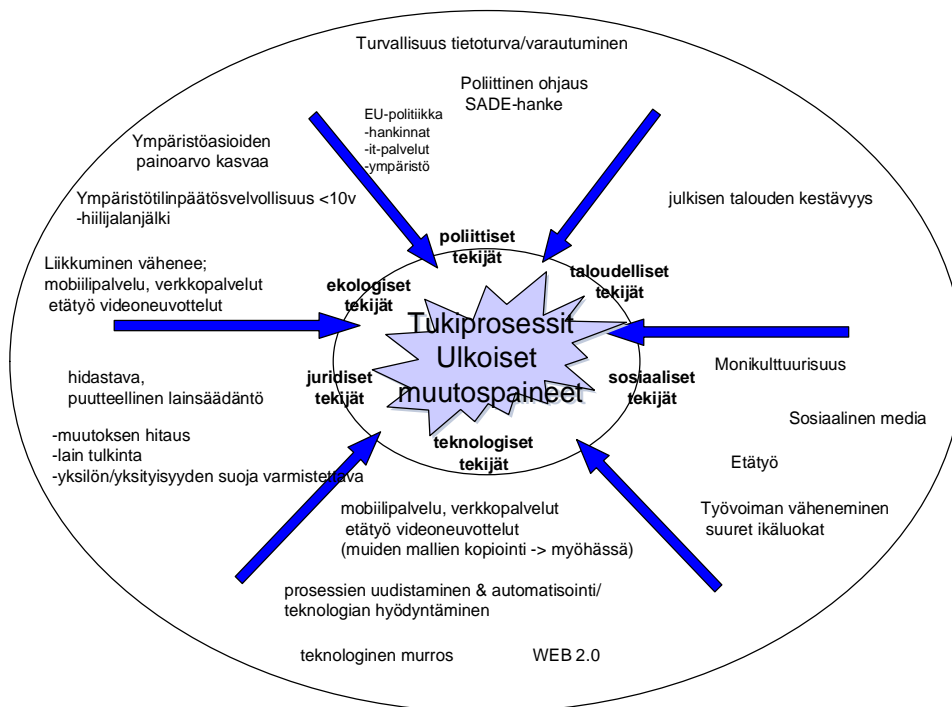 Turvallisuus tietoturva/varautuminen
Poliittinen ohjaus
SADE-hanke
EU-politiikka
-hankinnat
-it-palvelut
-ympäristö
Ympäristöasioiden
painoarvo kasvaa
Ympäristötilinpäätösvelvollisuus <10v
-hiilijalanjälki
julkisen talouden kestävyys
Liikkuminen vähenee;
mobiilipalvelu, verkkopalvelut
etätyö videoneuvottelut
poliittiset
tekijät
ekologiset
tekijät
taloudelliset
tekijät
Tukiprosessit
Ulkoiset
muutospaineet
juridiset
tekijät
sosiaaliset
tekijät
teknologiset
tekijät
hidastava,
puutteellinen lainsäädäntö
-muutoksen hitaus
-lain tulkinta
-yksilön/yksityisyyden suoja varmistettava
Monikulttuurisuus
Sosiaalinen media
Etätyö
Työvoiman väheneminen
suuret ikäluokat
mobiilipalvelu, verkkopalvelut
etätyö videoneuvottelut
(muiden mallien kopiointi -> myöhässä)
prosessien uudistaminen & automatisointi/
teknologian hyödyntäminen
teknologinen murros
WEB 2.0